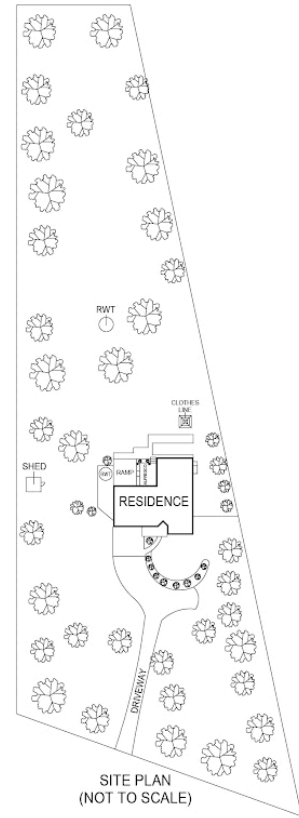 RWT
CLOTHES
LINE
SHED
RWT
RAMP
RESIDENCE
DRIVEWAY
SITE PLAN
(NOT TO SCALE)